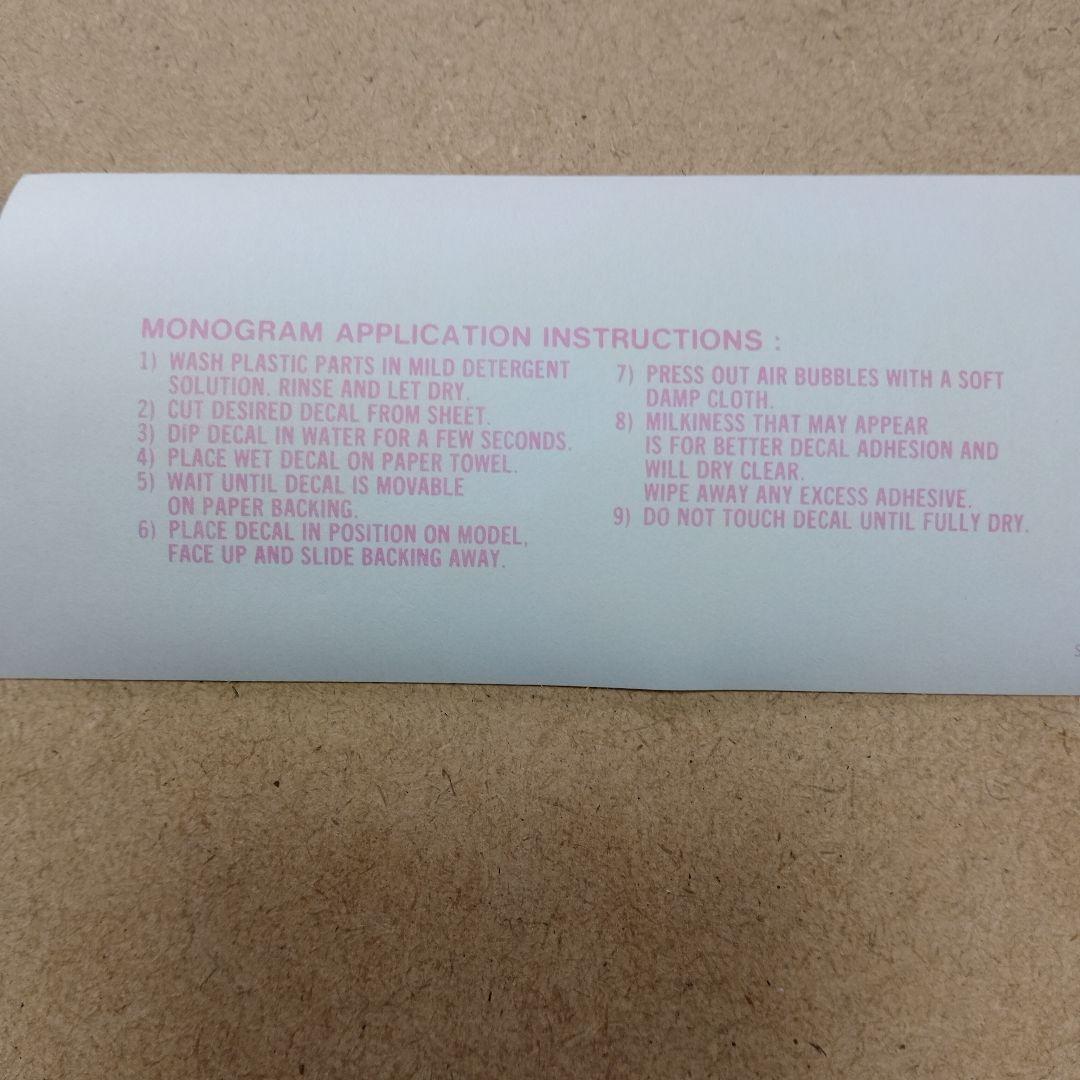 MONOGRAM APPLICATION INSTRUCTIONS :
1) WASH PLASTIC PARTS IN MILD DETERGENT
SOLUTION. RINSE AND LET DRY.
2) CUT DESIRED DECAL FROM SHEET.
3) DIP DECAL IN WATER FOR A FEW SECONDS.
4) PLACE WET DECAL ON PAPER TOWEL.
5) WAIT UNTIL DECAL IS MOVABLE
ON PAPER BACKING.
6) PLACE DECAL IN POSITION ON MODEL,
FACE UP AND SLIDE BACKING AWAY.
7) PRESS OUT AIR BUBBLES WITH A SOFT
DAMP CLOTH.
8) MILKINESS THAT MAY APPEAR
IS FOR BETTER DECAL ADHESION AND
WILL DRY CLEAR.
WIPE AWAY ANY EXCESS ADHESIVE.
9) DO NOT TOUCH DECAL UNTIL FULLY DRY.